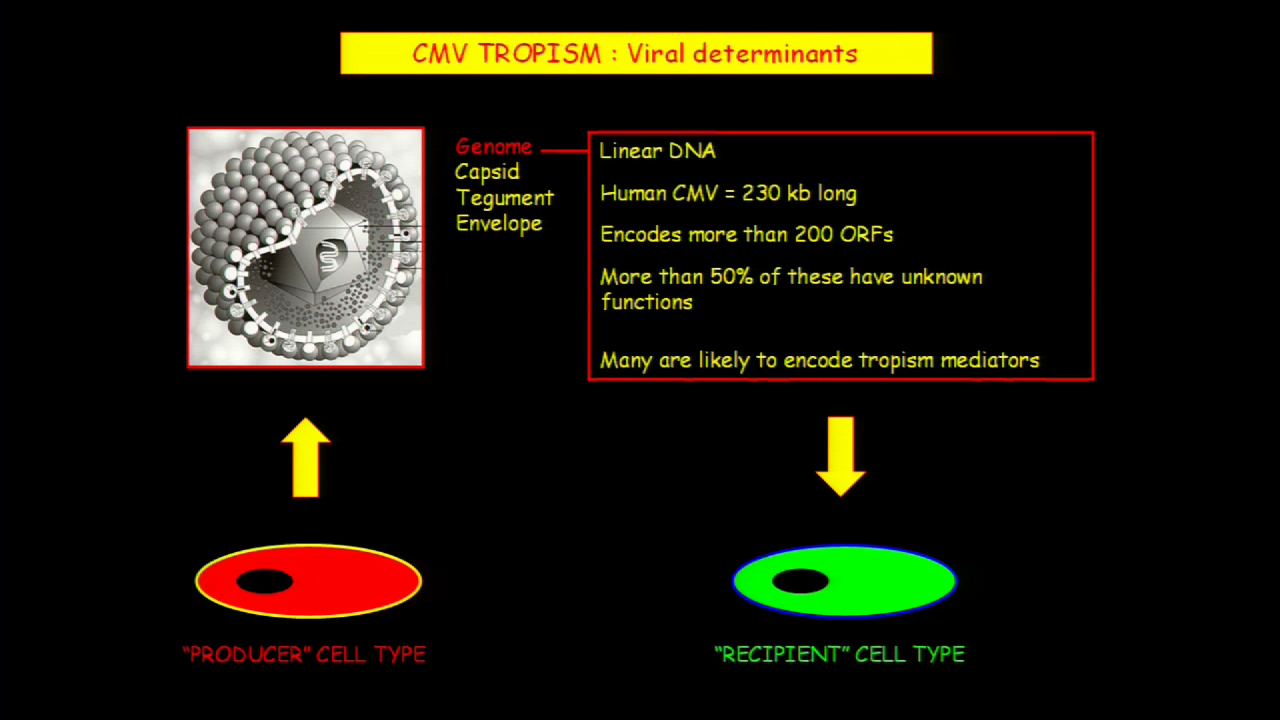 CMV TROPISM : Viral determinants
Genome
Capsid
Tegument
Envelope
Linear DNA
Human CMV = 230 kb long
Encodes more than 200 ORFs
More than 50% of these have unknown
functions
Many are likely to encode tropism mediators
“PRODUCER” CELL TYPE
“RECIPIENT” CELL TYPE